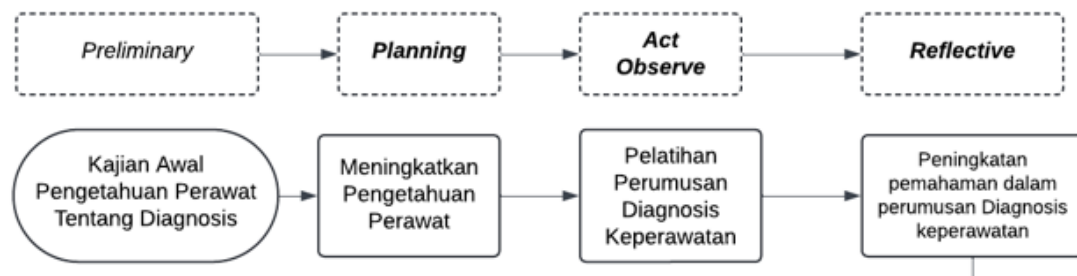 Preliminary
Planning
Act
Observe
Reflective
Kajian Awal
Pengetahuan Perawat
Tentang Diagnosis
Meningkatkan
Pengetahuan
Perawat
Pelatihan
Perumusan
Diagnosis
Keperawatan
Peningkatan
pemahaman dalam
perumusan Diagnosis
keperawatan